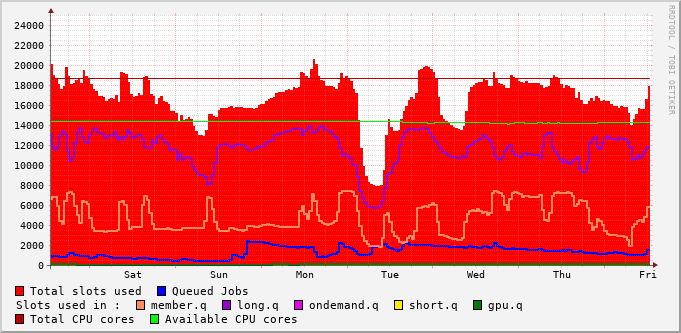 24000
22000
20000
18000
16000
14000
12000
10000
8000
6000
4000
2000
0
Sat Sun Mon Tue Wed Thu Fri
RRDTOOL / TOBI OETIKER
Total slots used Queued Jobs
Slots used in : member.q long.q ondemand.q short.q gpu.q
Total CPU cores Available CPU cores